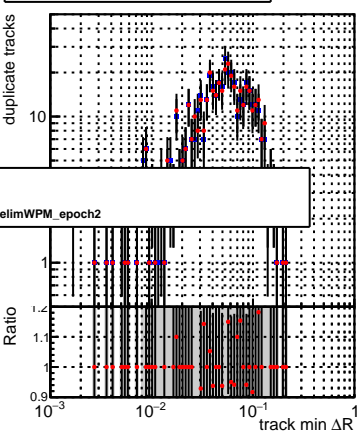 duplicate tracks
10
elimWPM_epoch2
1
Ratio
1.2
1.1
1
0.9
10⁻³ 10⁻² 10⁻¹ 1
track min ΔR